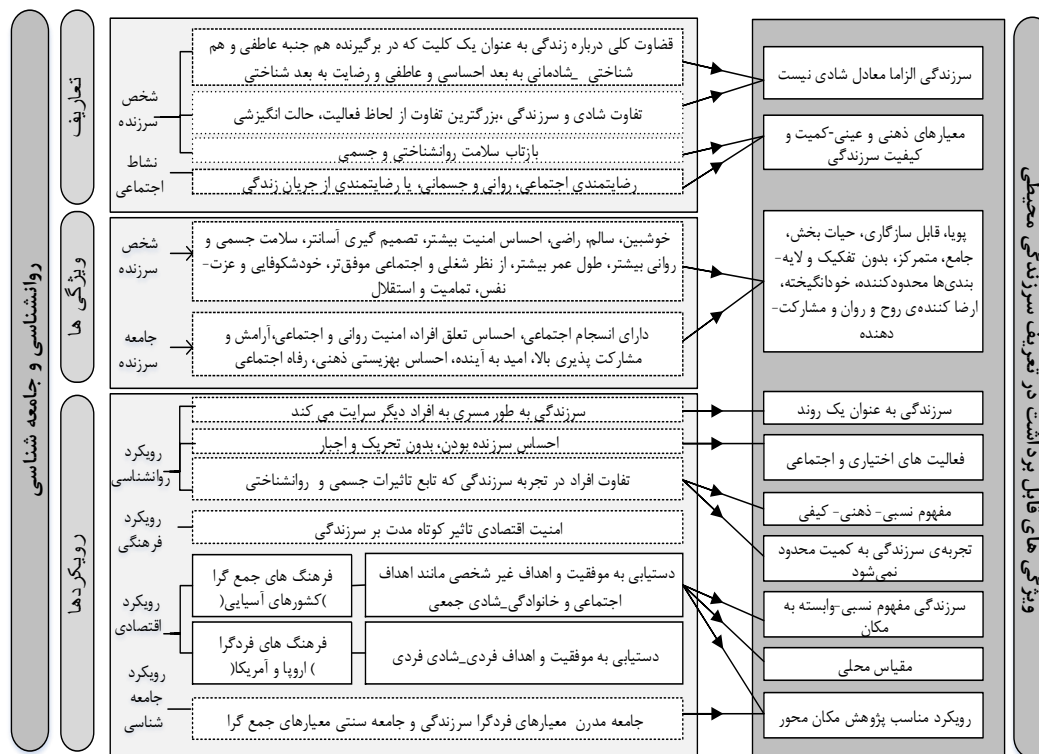 روانشناسی و جامعه شناسی
تعاریف
شخص
سرزنده
قضاوت کلی درباره زندگی به عنوان یک کلیت که در برگیرنده هم جنبه عاطفی و هم
شناختی _شادمانی به بعد احساسی و عاطفی و رضایت به بعد شناختی
تفاوت شادی و سرزندگی ،بزرگترین تفاوت از لحاظ فعالیت، حالت انگیزشی
بازتاب سلامت روانشناختی و جسمی
نشاط
اجتماعی
رضایتمندی اجتماعی، روانی و جسمانی، یا رضایتمندی از جریان زندگی
سرزندگی الزاما معادل شادی نیست
معیارهای ذهنی و عینی-کمیت و
کیفیت سرزندگی
ویژگی ها
شخص
سرزنده
خوشبین، سالم، راضی، احساس امنیت بیشتر، تصمیم گیری آسانتر، سلامت جسمی و
روانی بیشتر، طول عمر بیشتر، از نظر شغلی و اجتماعی موفق‌تر، خودشکوفایی و عزت-
نفس، تمامیت و استقلال
جامعه
سرزنده
دارای انسجام اجتماعی، احساس تعلق افراد، امنیت روانی و اجتماعی،آرامش و
مشارکت پذیری بالا، امید به آینده، احساس بهزیستی ذهنی، رفاه اجتماعی
پویا، قابل سازگاری، حیات بخش،
جامع، متمرکز، بدون تفکیک و لایه-
بندی‌ها محدودکننده، خودانگیخته،
ارضا کننده‌ی روح و روان و مشارکت-
دهنده
رویکردها
رویکرد
روانشناسی
سرزندگی به طور مسری به افراد دیگر سرایت می کند
احساس سرزنده بودن، بدون تحریک و اجبار
تفاوت افراد در تجربه سرزندگی که تابع تاثیرات جسمی و روانشناختی
رویکرد
فرهنگی
امنیت اقتصادی تاثیر کوتاه مدت بر سرزندگی
رویکرد
اقتصادی
فرهنگ های جمع گرا
)کشورهای آسیایی(
دستیابی به موفقیت و اهداف غیر شخصی مانند اهداف
اجتماعی و خانوادگی_شادی جمعی
فرهنگ های فردگرا
) اروپا و آمریکا(
دستیابی به موفقیت و اهداف فردی_شادی فردی
رویکرد
جامعه
شناسی
جامعه مدرن معیارهای فردگرا سرزندگی و جامعه سنتی معیارهای جمع گرا
سرزندگی به عنوان یک روند
فعالیت های اختیاری و اجتماعی
مفهوم نسبی- ذهنی- کیفی
تجربه‌ی سرزندگی به کمیت محدود
نمی‌شود
سرزندگی مفهوم نسبی-وابسته به
مکان
مقیاس محلی
رویکرد مناسب پژوهش مکان محور
ویژگی های قابل برداشت در تعریف سرزندگی محیطی